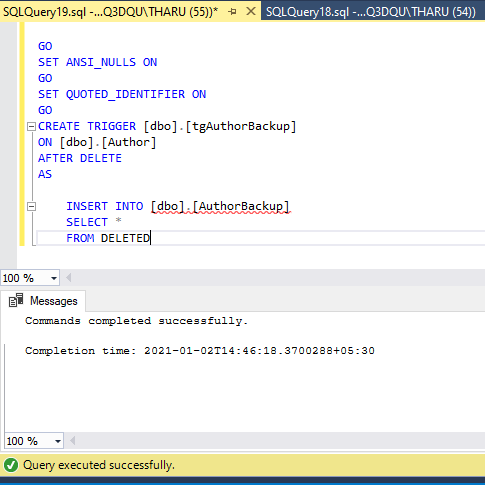 SQLQuery19.sql -...Q3DQU\THARU (55))* SQLQuery18.sql -...Q3DQU\THARU (54))
GO
SET ANSI_NULLS ON
GO
SET QUOTED_IDENTIFIER ON
GO
CREATE TRIGGER [dbo].[tgAuthorBackup]
ON [dbo].[Author]
AFTER DELETE
AS
INSERT INTO [dbo].[AuthorBackup]
SELECT *
FROM DELETED
100 %
Messages
Commands completed successfully.
Completion time: 2021-01-02T14:46:18.3700288+05:30
100 %
Query executed successfully.